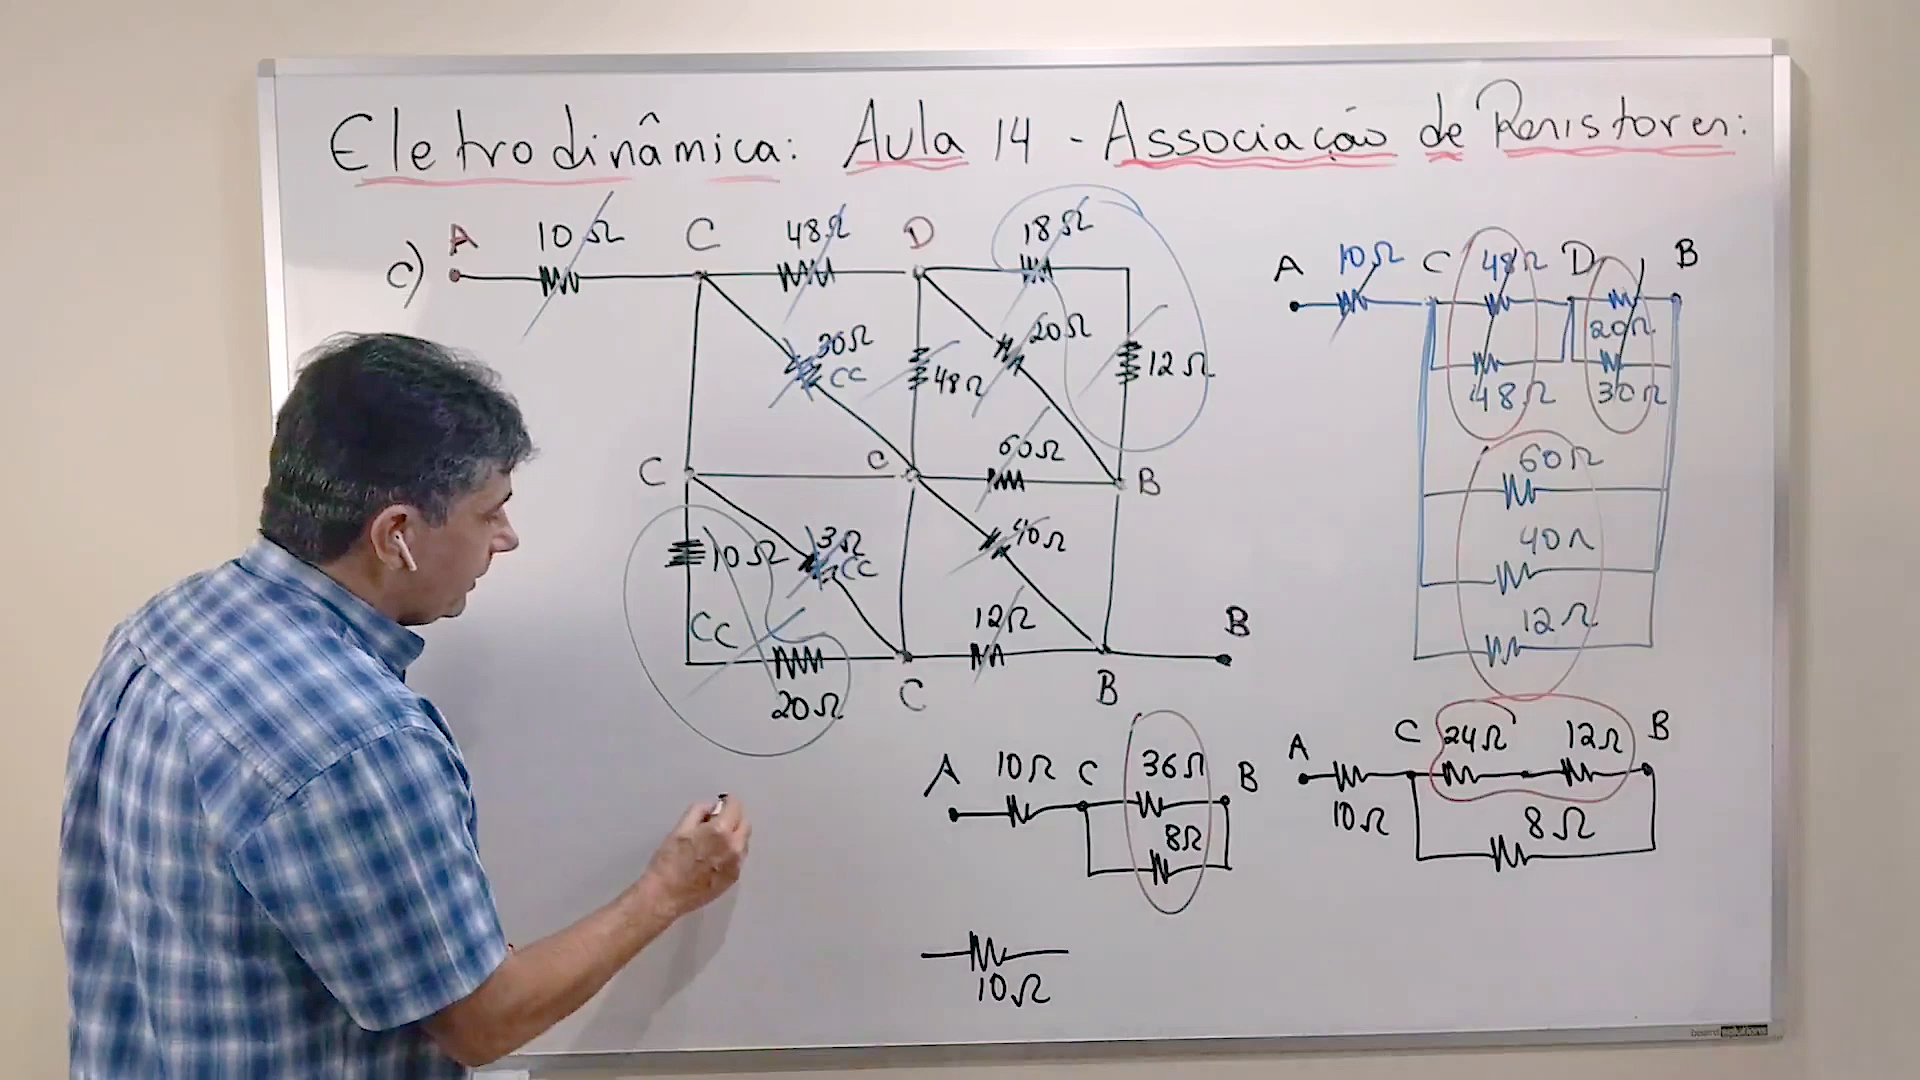 Eletrodinâmica: Aula 14 - Associação de Resistores:
c) A 10Ω C 48Ω D 18Ω
30Ω CC 48Ω 20Ω 12Ω
C C 60Ω B
10Ω 3Ω CC 40Ω
CC 20Ω C 12Ω B B
A 10Ω C 48Ω D B
20Ω
48Ω 30Ω
60Ω
40Ω
12Ω
A C 24Ω 12Ω B
10Ω 8Ω
A 10Ω C 36Ω B
8Ω
10Ω
boardsolutions